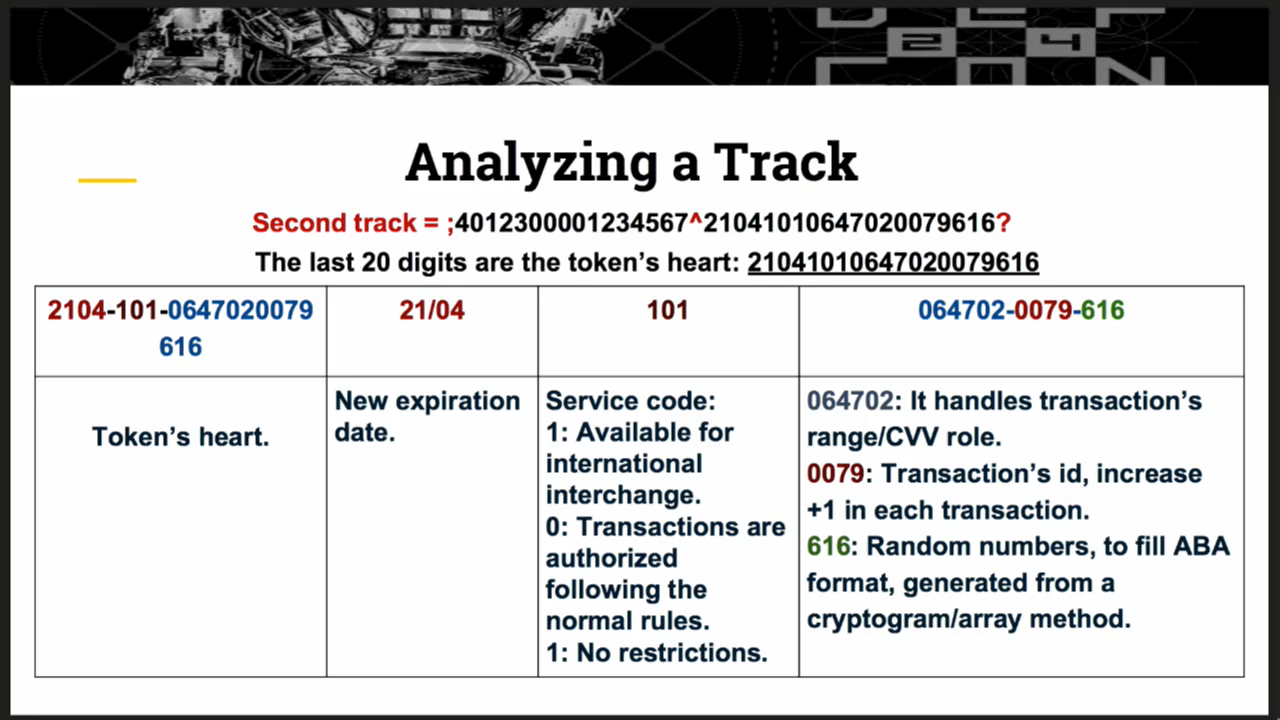 DEF
24
CON
Analyzing a Track
Second track = ;4012300001234567^21041010647020079616?
The last 20 digits are the token’s heart: 21041010647020079616
2104-101-0647020079
616
21/04
101
064702-0079-616
Token’s heart.
New expiration
date.
Service code:
1: Available for
international
interchange.
0: Transactions are
authorized
following the
normal rules.
1: No restrictions.
064702: It handles transaction’s
range/CVV role.
0079: Transaction’s id, increase
+1 in each transaction.
616: Random numbers, to fill ABA
format, generated from a
cryptogram/array method.